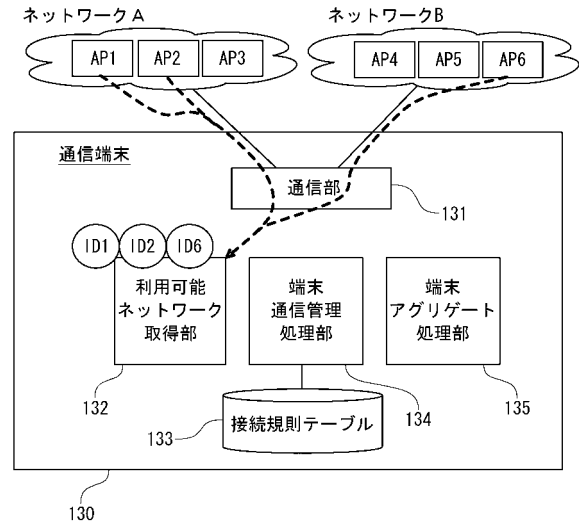 ネットワークA
ネットワークB
AP1 AP2 AP3
AP4 AP5 AP6
通信端末
通信部
131
ID1 ID2 ID6
利用可能
ネットワーク
取得部
端末
通信管理
処理部
端末
アグリゲート
処理部
132
134
135
133
接続規則テーブル
130